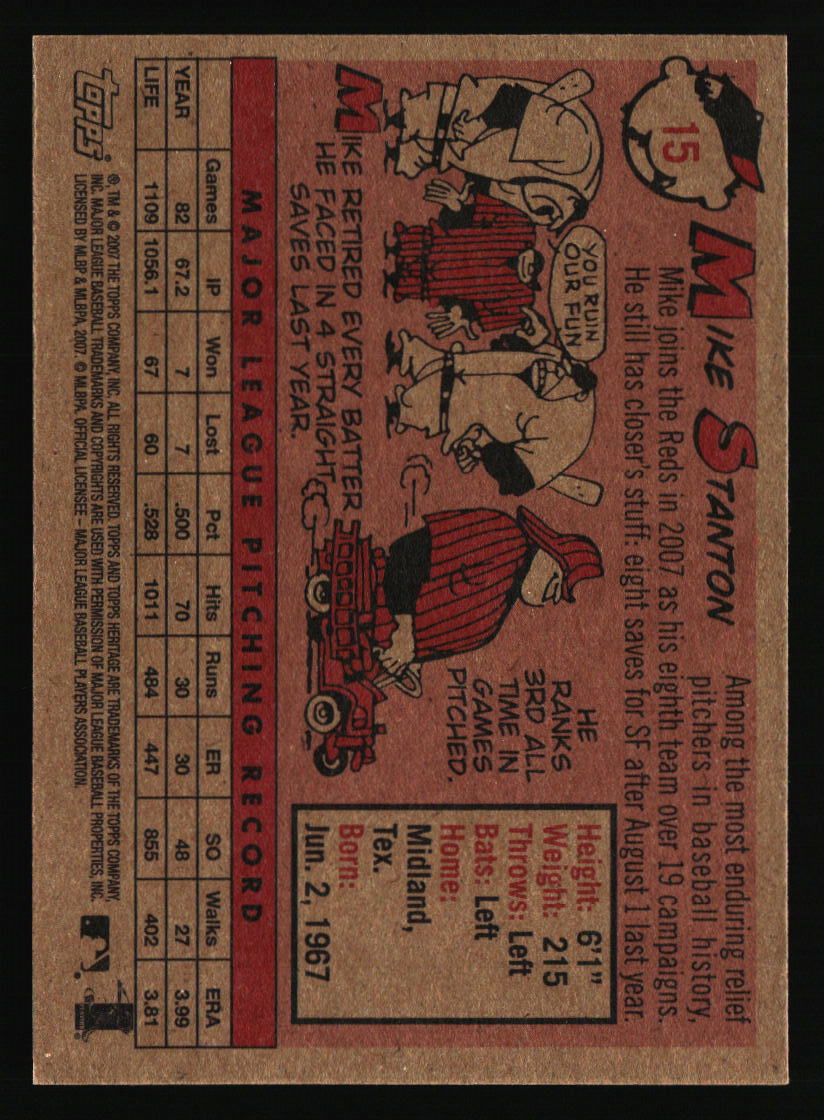 15
MIKE STANTON
Among the most enduring relief
pitchers in baseball history,
Mike joins the Reds in 2007 as his eighth team over 19 campaigns.
He still has closer's stuff: eight saves for SF after August 1 last year.
YOU RUIN
OUR FUN
MIKE RETIRED EVERY BATTER
HE FACED IN 4 STRAIGHT
SAVES LAST YEAR.
HE
RANKS
3RD ALL
TIME IN
GAMES
PITCHED.
Height: 6'1"
Weight: 215
Throws: Left
Bats: Left
Home:
Midland,
Tex.
Born:
Jun. 2, 1967
MAJOR LEAGUE PITCHING RECORD
Games IP Won Lost Pct Hits Runs ER SO Walks ERA
YEAR 82 67.2 7 7 .500 70 30 30 48 27 3.99
LIFE 1109 1056.1 67 60 .528 1011 484 447 855 402 3.81
topps®
®, TM & © 2007 THE TOPPS COMPANY, INC. ALL RIGHTS RESERVED. TOPPS AND TOPPS HERITAGE ARE TRADEMARKS OF THE TOPPS COMPANY,
INC. MAJOR LEAGUE BASEBALL TRADEMARKS AND COPYRIGHTS ARE USED WITH PERMISSION OF MAJOR LEAGUE BASEBALL PROPERTIES, INC.
LICENSED BY MLBP & MLBPA, 2007. © MLBPA. OFFICIAL LICENSEE – MAJOR LEAGUE BASEBALL PLAYERS ASSOCIATION.